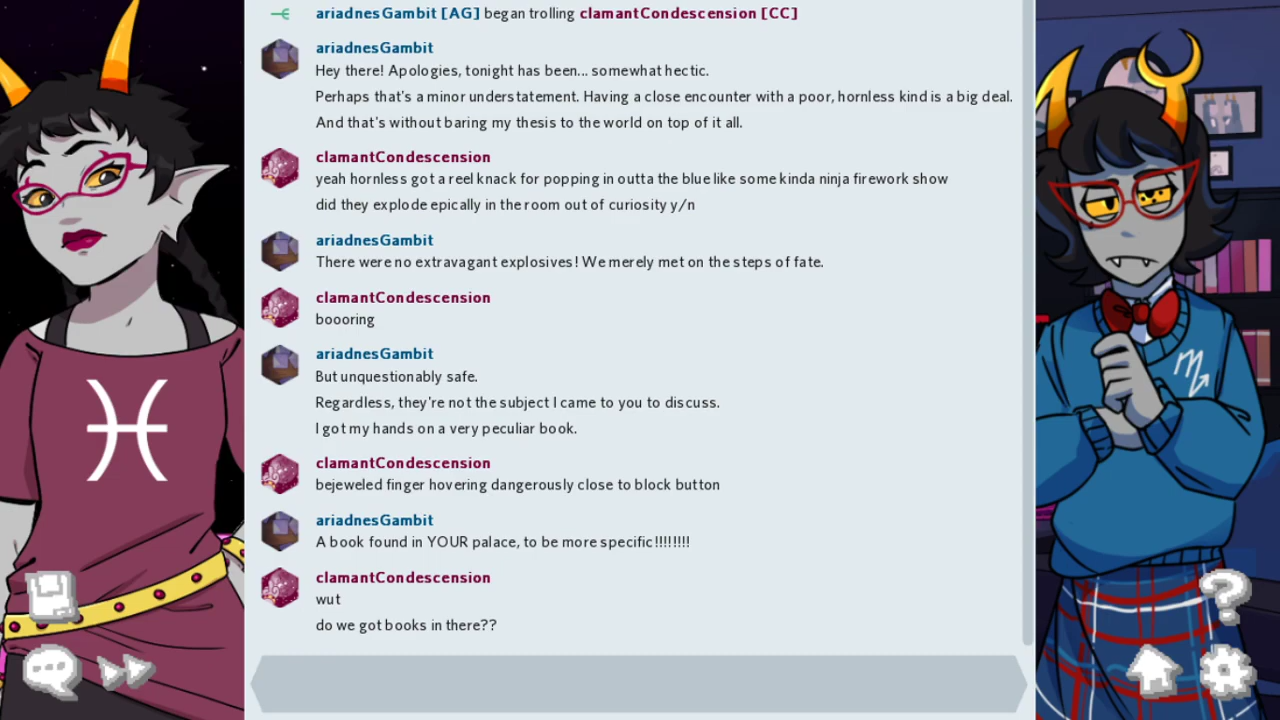 ariadnesGambit [AG] began trolling clamantCondescension [CC]
ariadnesGambit
Hey there! Apologies, tonight has been... somewhat hectic.
Perhaps that's a minor understatement. Having a close encounter with a poor, hornless kind is a big deal.
And that's without baring my thesis to the world on top of it all.
clamantCondescension
yeah hornless got a reel knack for popping in outta the blue like some kinda ninja firework show
did they explode epically in the room out of curiosity y/n
ariadnesGambit
There were no extravagant explosives! We merely met on the steps of fate.
clamantCondescension
boooring
ariadnesGambit
But unquestionably safe.
Regardless, they're not the subject I came to you to discuss.
I got my hands on a very peculiar book.
clamantCondescension
bejeweled finger hovering dangerously close to block button
ariadnesGambit
A book found in YOUR palace, to be more specific!!!!!!!!
clamantCondescension
wut
do we got books in there??